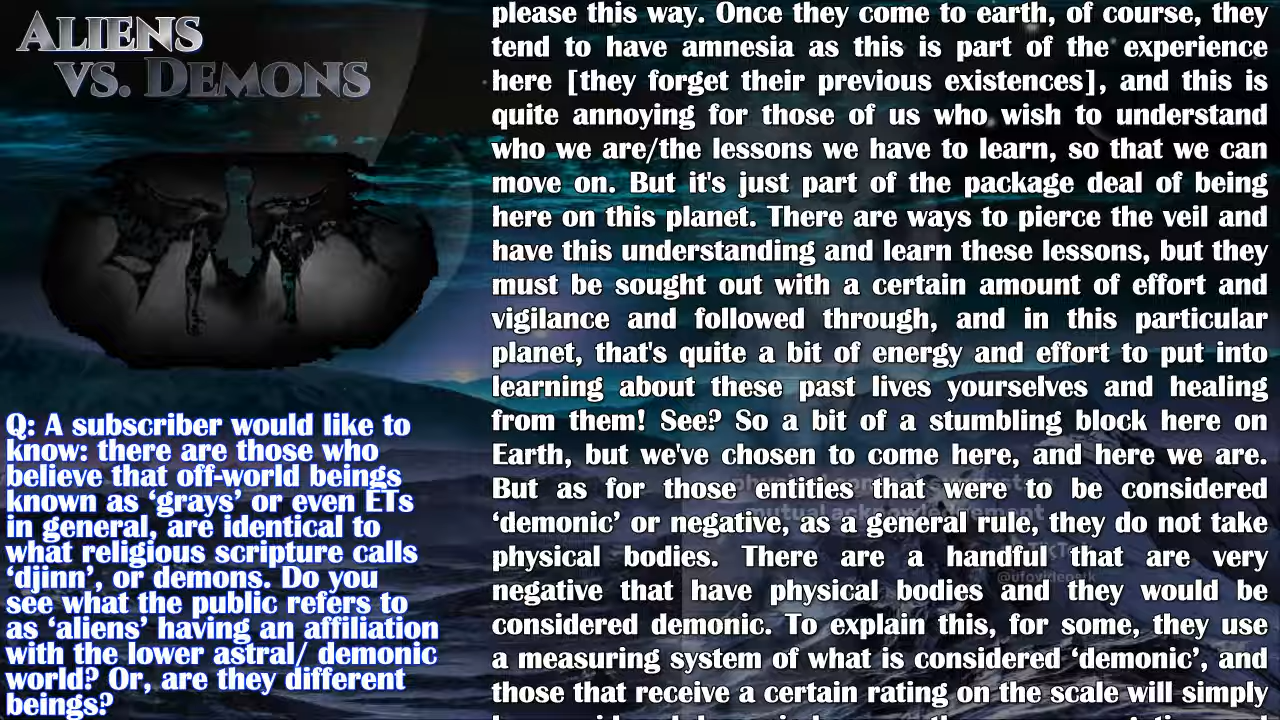 ALIENS
VS. DEMONS
Q: A subscriber would like to
know: there are those who
believe that off-world beings
known as ‘grays’ or even ETs
in general, are identical to
what religious scripture calls
‘djinn’, or demons. Do you
see what the public refers to
as ‘aliens’ having an affiliation
with the lower astral/ demonic
world? Or, are they different
beings?
please this way. Once they come to earth, of course, they
tend to have amnesia as this is part of the experience
here [they forget their previous existences], and this is
quite annoying for those of us who wish to understand
who we are/the lessons we have to learn, so that we can
move on. But it's just part of the package deal of being
here on this planet. There are ways to pierce the veil and
have this understanding and learn these lessons, but they
must be sought out with a certain amount of effort and
vigilance and followed through, and in this particular
planet, that's quite a bit of energy and effort to put into
learning about these past lives yourselves and healing
from them! See? So a bit of a stumbling block here on
Earth, but we've chosen to come here, and here we are.
But as for those entities that were to be considered
‘demonic’ or negative, as a general rule, they do not take
physical bodies. There are a handful that are very
negative that have physical bodies and they would be
considered demonic. To explain this, for some, they use
a measuring system of what is considered ‘demonic’, and
those that receive a certain rating on the scale will simply
mutual acknowledgement